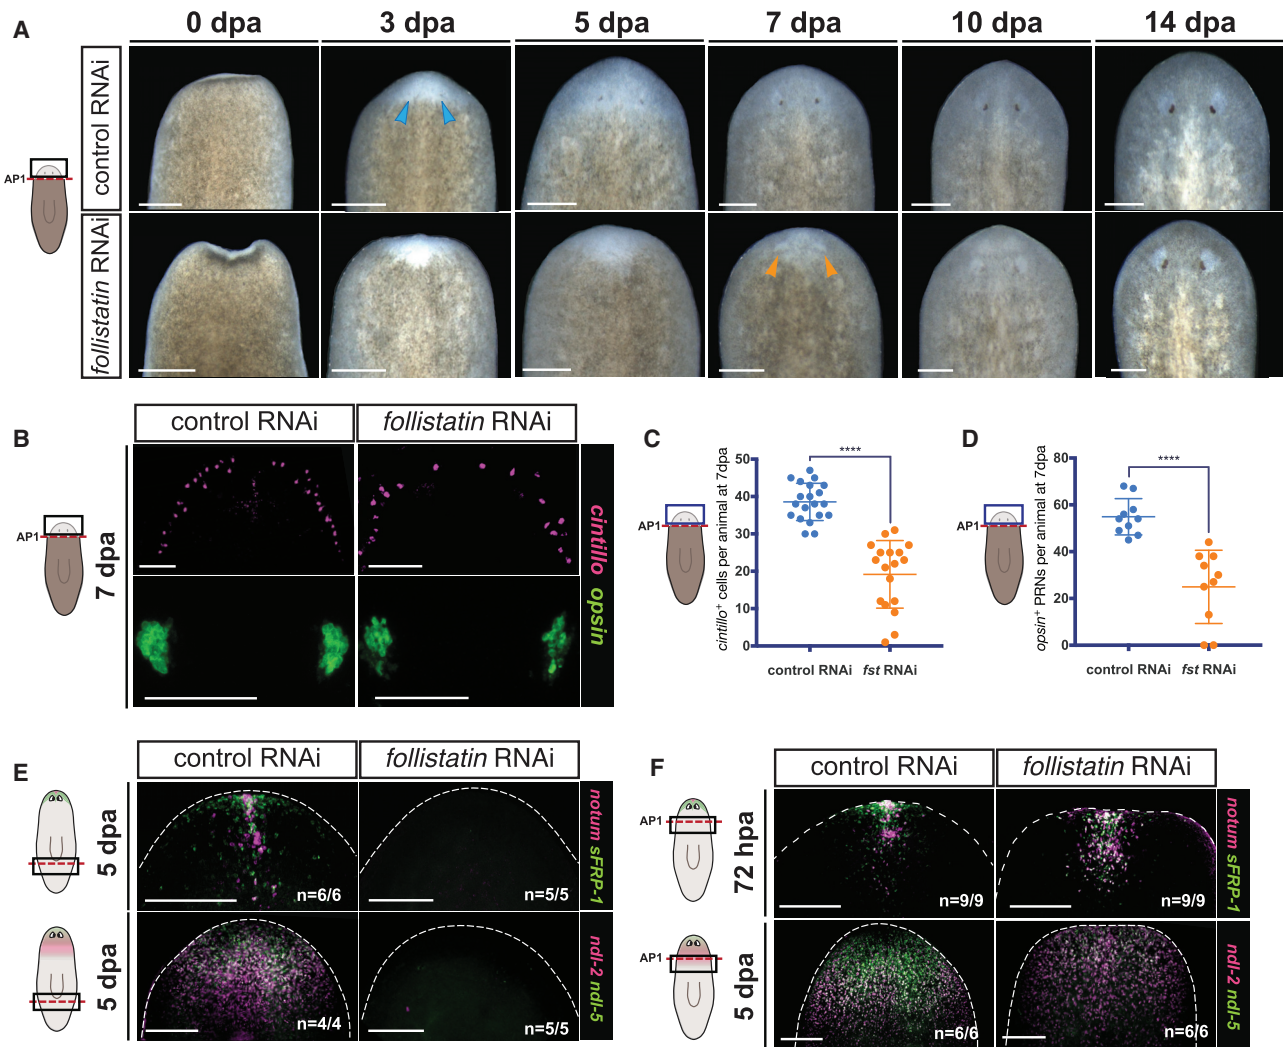 A
0 dpa 3 dpa 5 dpa 7 dpa 10 dpa 14 dpa
control RNAi
AP1
follistatin RNAi
B
control RNAi follistatin RNAi
AP1
7 dpa
cintillo opsin
C
AP1
cintillo+ cells per animal at 7dpa
50
40
30
20
10
0
****
control RNAi fst RNAi
D
AP1
opsin+ PRNs per animal at 7dpa
80
60
40
20
0
****
control RNAi fst RNAi
E
control RNAi follistatin RNAi
5 dpa
n=6/6 n=5/5
notum sFRP-1
5 dpa
n=4/4 n=5/5
ndl-2 ndl-5
F
control RNAi follistatin RNAi
AP1
72 hpa
n=9/9 n=9/9
notum sFRP-1
AP1
5 dpa
n=6/6 n=6/6
ndl-2 ndl-5